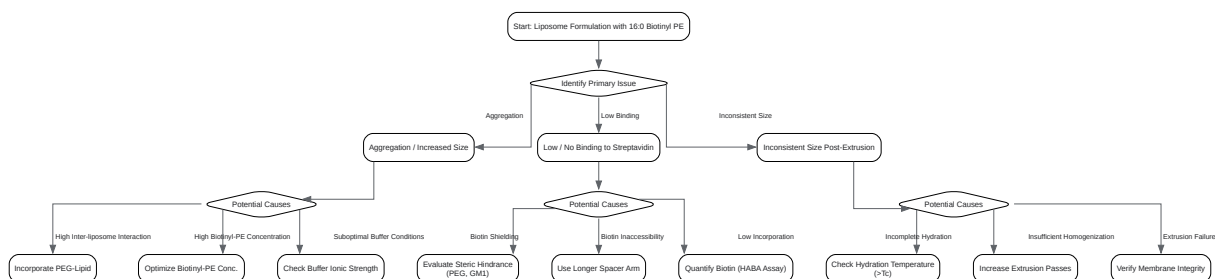 Start: Liposome Formulation with 16:0 Biotinyl PE
Identify Primary Issue
Aggregation
Low Binding
Inconsistent Size
Aggregation / Increased Size
Low / No Binding to Streptavidin
Inconsistent Size Post-Extrusion
Potential Causes
Potential Causes
Potential Causes
High Inter-liposome Interaction
High Biotinyl-PE Concentration
Suboptimal Buffer Conditions
Biotin Shielding
Biotin Inaccessibility
Low Incorporation
Incomplete Hydration
Insufficient Homogenization
Extrusion Failure
Incorporate PEG-Lipid
Optimize Biotinyl-PE Conc.
Check Buffer Ionic Strength
Evaluate Steric Hindrance
(PEG, GM1)
Use Longer Spacer Arm
Quantify Biotin (HABA Assay)
Check Hydration Temperature
(>Tc)
Increase Extrusion Passes
Verify Membrane Integrity